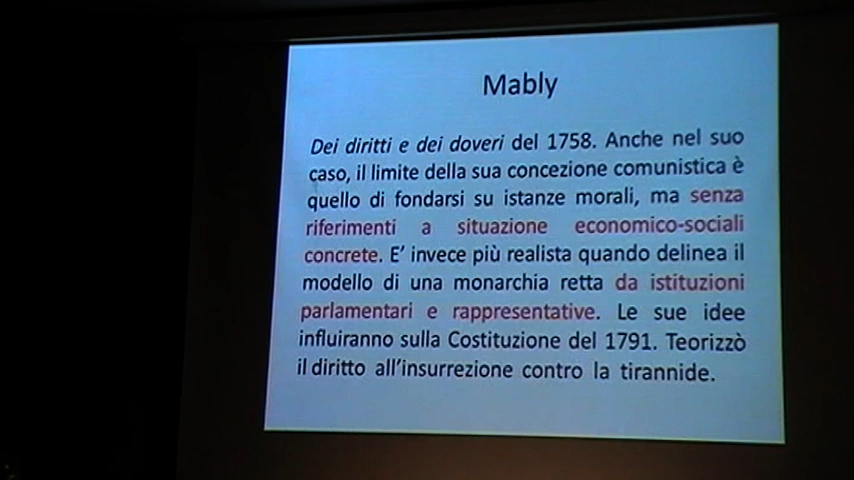 Mably
Dei diritti e dei doveri del 1758. Anche nel suo
caso, il limite della sua concezione comunistica è
quello di fondarsi su istanze morali, ma senza
riferimenti a situazione economico-sociali
concrete. E' invece più realista quando delinea il
modello di una monarchia retta da istituzioni
parlamentari e rappresentative. Le sue idee
influiranno sulla Costituzione del 1791. Teorizzò
il diritto all'insurrezione contro la tirannide.